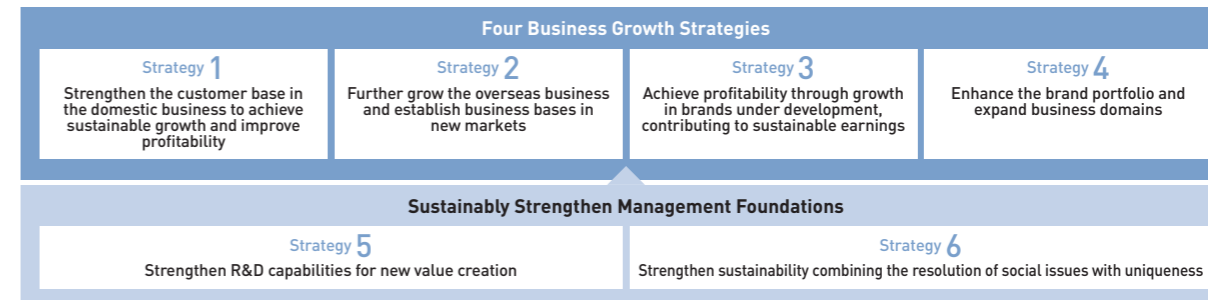 Four Business Growth Strategies
Strategy 1
Strengthen the customer base in
the domestic business to achieve
sustainable growth and improve
profitability
Strategy 2
Further grow the overseas business
and establish business bases in
new markets
Strategy 3
Achieve profitability through growth
in brands under development,
contributing to sustainable earnings
Strategy 4
Enhance the brand portfolio and
expand business domains
Sustainably Strengthen Management Foundations
Strategy 5
Strengthen R&D capabilities for new value creation
Strategy 6
Strengthen sustainability combining the resolution of social issues with uniqueness